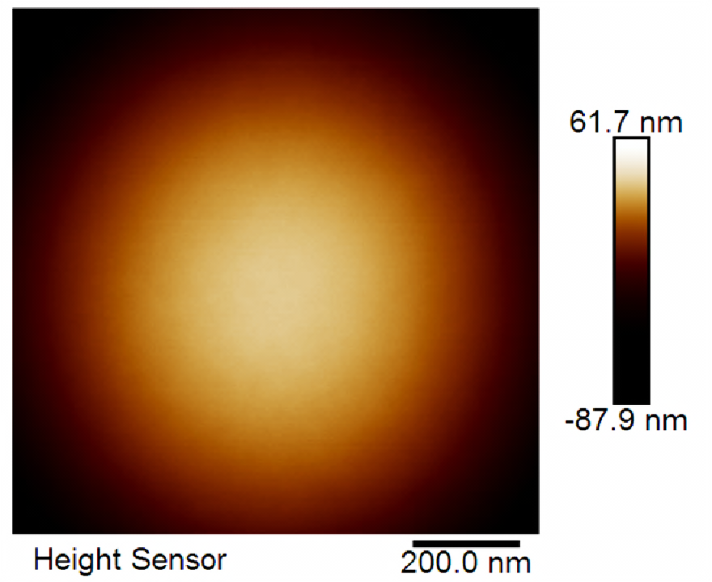 61.7 nm
-87.9 nm
Height Sensor
200.0 nm